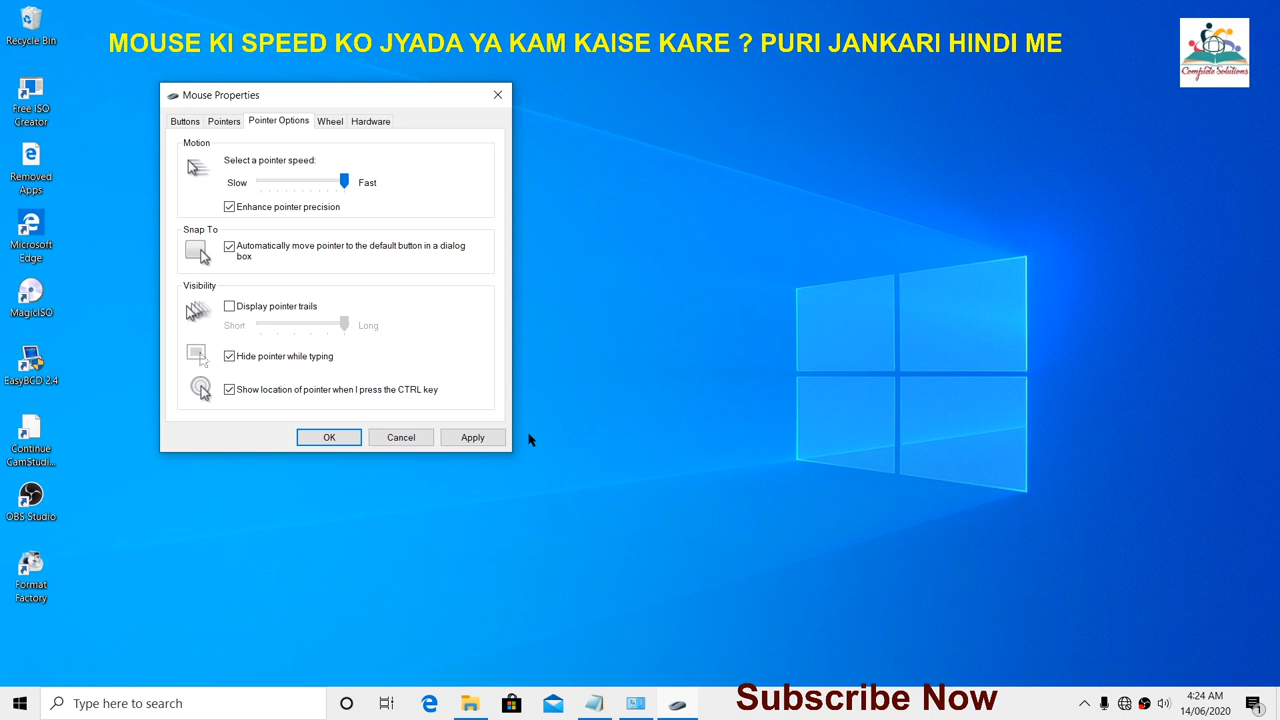 MOUSE KI SPEED KO JYADA YA KAM KAISE KARE ? PURI JANKARI HINDI ME
Complete Solutions
Recycle Bin
Free ISO
Creator
Removed
Apps
Microsoft
Edge
MagicISO
EasyBCD 2.4
Continue
CamStudi...
OBS Studio
Format
Factory
Mouse Properties
Buttons Pointers Pointer Options Wheel Hardware
Motion
Select a pointer speed:
Slow Fast
Enhance pointer precision
Snap To
Automatically move pointer to the default button in a dialog
box
Visibility
Display pointer trails
Short Long
Hide pointer while typing
Show location of pointer when I press the CTRL key
OK Cancel Apply
Type here to search
Subscribe Now
4:24 AM
14/06/2020
1